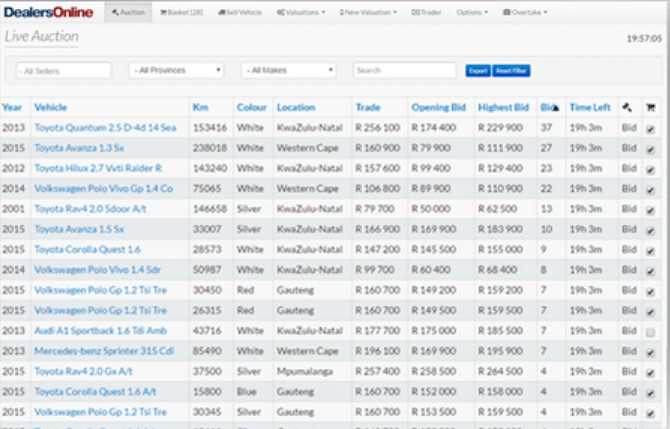 DealersOnline Auction Basket [28] Sell Vehicle Valuations New Valuation Trader Options Overtake
Live Auction 19:57:05
- All Sellers - All Provinces - All Makes Search Export Reset Filter
Year Vehicle Km Colour Location Trade Opening Bid Highest Bid Bids Time Left
2013 Toyota Quantum 2.5 D-4d 14 Sea 153416 White KwaZulu-Natal R 256 100 R 174 400 R 229 900 37 19h 3m Bid
2015 Toyota Avanza 1.3 Sx 238018 White Western Cape R 160 900 R 79 900 R 111 900 27 19h 3m Bid
2012 Toyota Hilux 2.7 Vvti Raider R 143240 White KwaZulu-Natal R 157 600 R 99 400 R 129 400 23 19h 3m Bid
2014 Volkswagen Polo Vivo Gp 1.4 Co 75065 White Western Cape R 106 800 R 89 900 R 110 900 22 19h 3m Bid
2001 Toyota Rav4 2.0 5door A/t 146658 Silver KwaZulu-Natal R 79 700 R 50 000 R 62 500 13 19h 3m Bid
2015 Toyota Avanza 1.5 Sx 33007 Silver KwaZulu-Natal R 166 900 R 169 900 R 183 900 10 19h 3m Bid
2015 Toyota Corolla Quest 1.6 28573 White KwaZulu-Natal R 147 200 R 145 500 R 155 000 9 19h 3m Bid
2014 Volkswagen Polo Vivo 1.4 5dr 50987 White KwaZulu-Natal R 99 700 R 60 400 R 68 400 8 19h 3m Bid
2015 Volkswagen Polo Gp 1.2 Tsi Tre 30450 Red Gauteng R 160 700 R 149 200 R 159 200 7 19h 3m Bid
2015 Volkswagen Polo Gp 1.2 Tsi Tre 26315 Red Gauteng R 160 700 R 149 500 R 159 500 7 19h 3m Bid
2013 Audi A1 Sportback 1.6 Tdi Amb 43716 White KwaZulu-Natal R 177 700 R 175 000 R 185 500 7 19h 3m Bid
2013 Mercedes-benz Sprinter 315 Cdi 85490 White Western Cape R 196 100 R 169 900 R 195 900 7 19h 3m Bid
2015 Toyota Rav4 2.0 Gx A/t 37500 Silver Mpumalanga R 257 400 R 258 500 R 264 500 4 19h 3m Bid
2015 Toyota Corolla Quest 1.6 A/t 15800 Blue Gauteng R 160 700 R 152 000 R 158 000 4 19h 3m Bid
2015 Volkswagen Polo Gp 1.2 Tsi Tre 30345 Silver Gauteng R 160 700 R 153 500 R 159 500 4 19h 3m Bid